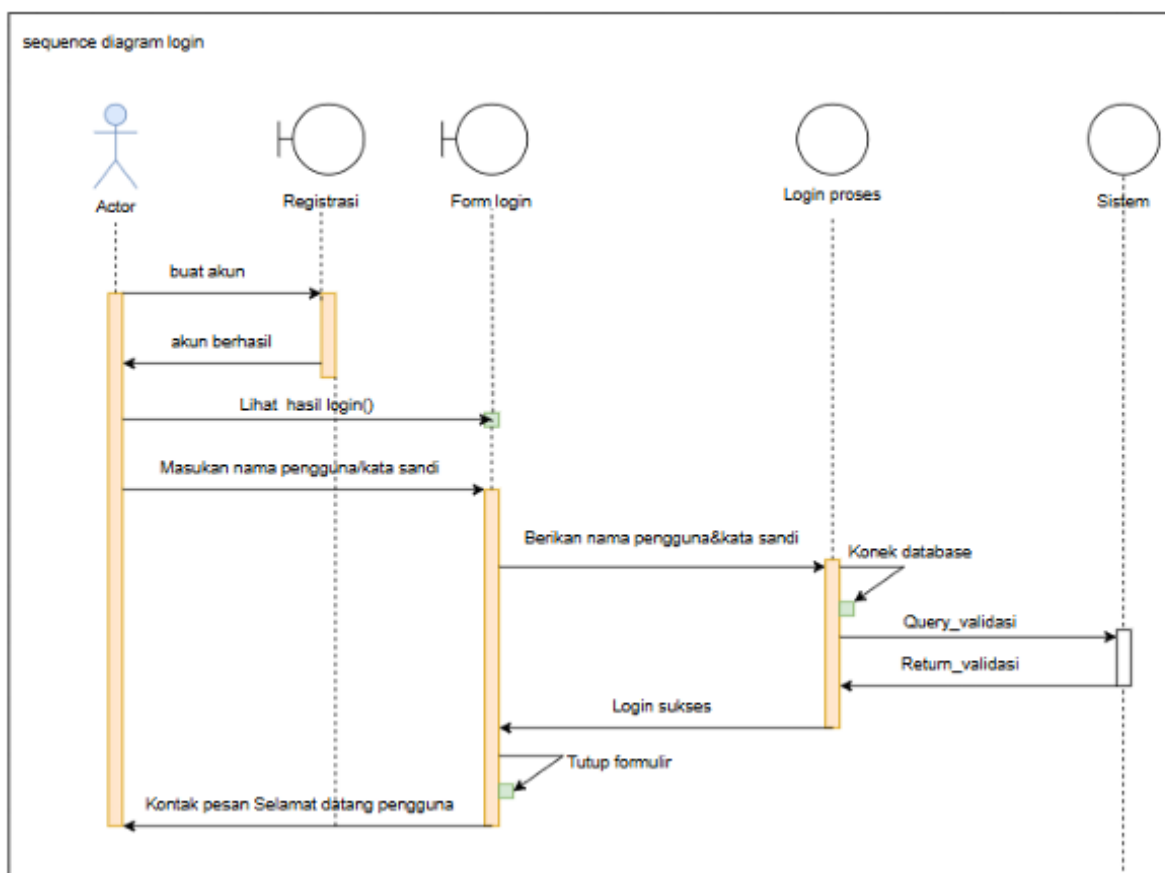 sequence diagram login
Actor
Registrasi
Form login
Login proses
Sistem
buat akun
akun berhasil
Lihat hasil login()
Masukan nama pengguna/kata sandi
Berikan nama pengguna&kata sandi
Konek database
Query_validasi
Return_validasi
Login sukses
Tutup formulir
Kontak pesan Selamat datang pengguna